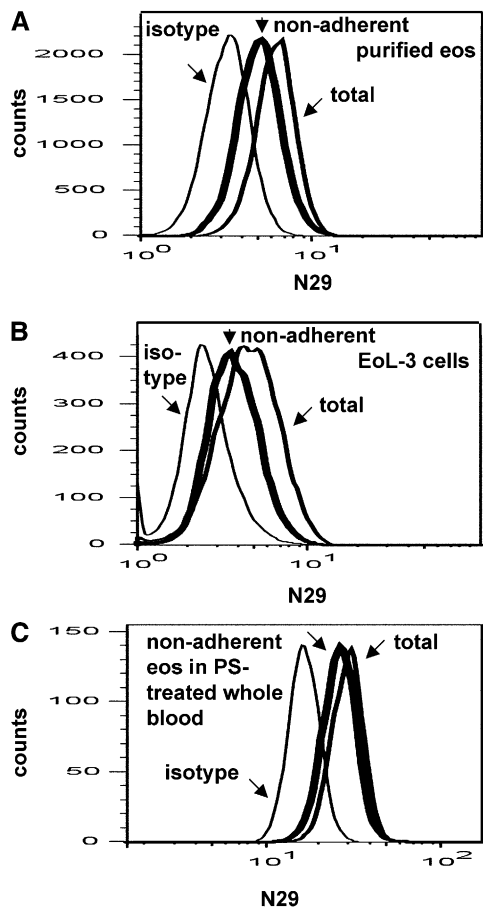 A
isotype
non-adherent
purified eos
total
counts
2000
1500
1000
500
0
10⁰
10¹
N29
B
iso-
type
non-adherent
EoL-3 cells
total
counts
400
300
200
100
0
10⁰
10¹
N29
C
non-adherent
eos in PS-
treated whole
blood
total
isotype
counts
150
100
50
0
10¹
10²
N29